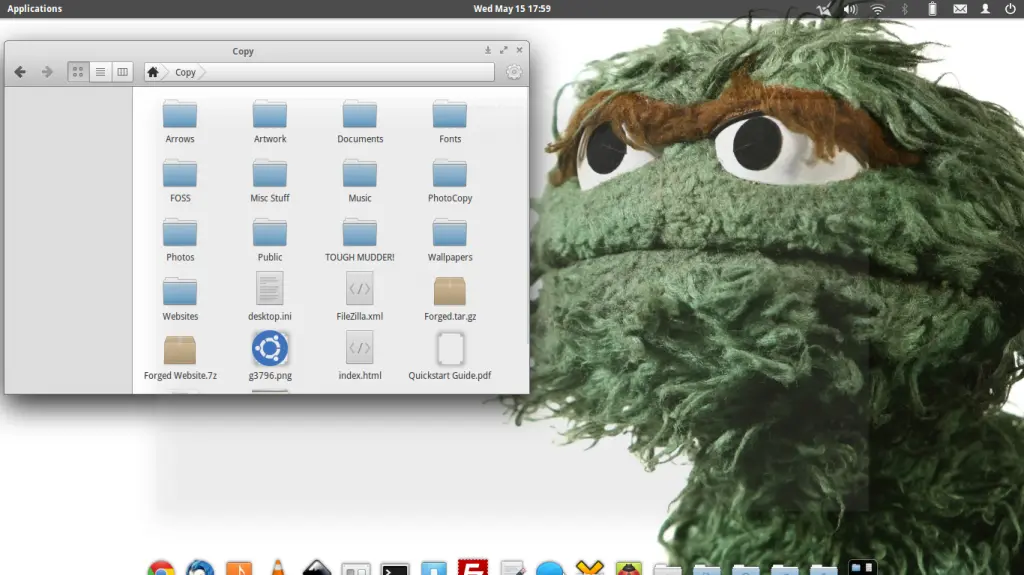 Applications
Wed May 15 17:59
Copy
Copy
Arrows
Artwork
Documents
Fonts
FOSS
Misc Stuff
Music
PhotoCopy
Photos
Public
TOUGH MUDDER!
Wallpapers
Websites
desktop.ini
FileZilla.xml
Forged.tar.gz
Forged Website.7z
g3796.png
index.html
Quickstart Guide.pdf